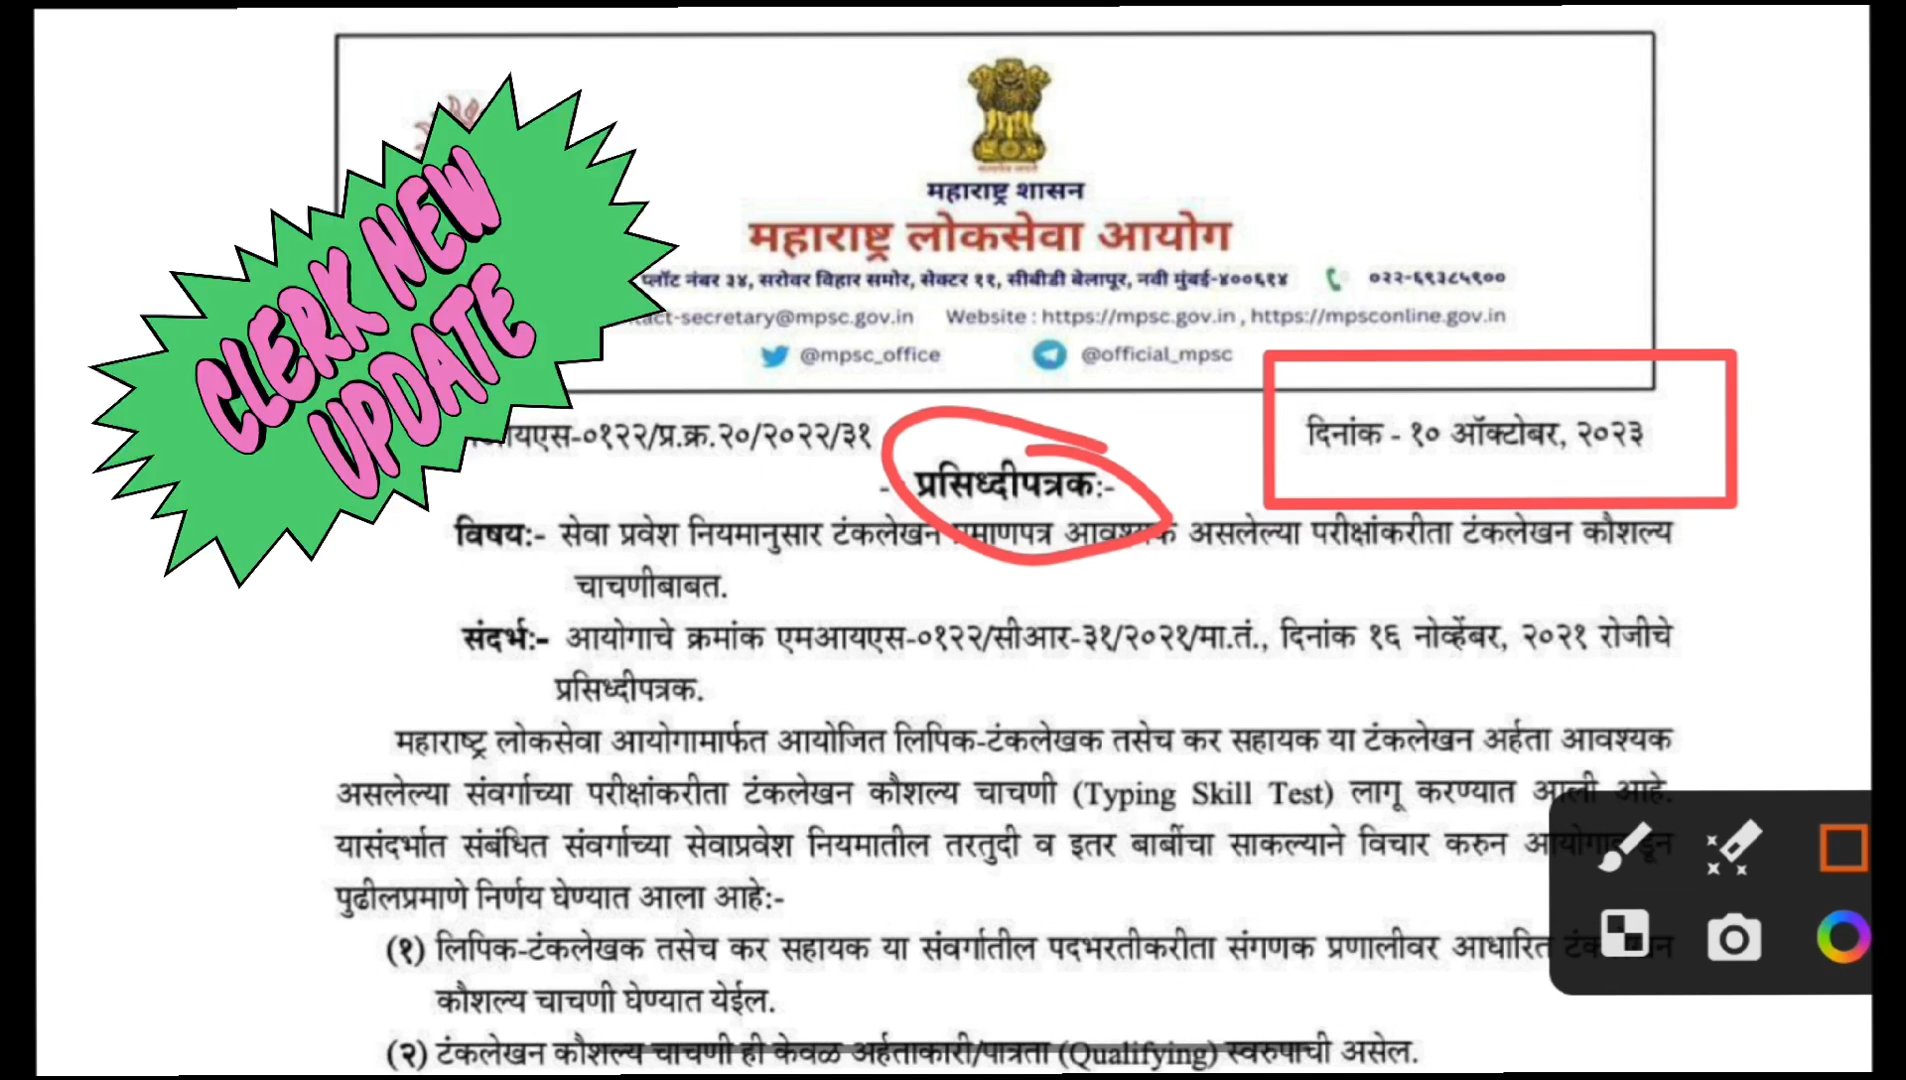 महाराष्ट्र शासन
महाराष्ट्र लोकसेवा आयोग
प्लॉट नंबर ३४, सरोवर विहार समोर, सेक्टर ११, सीबीडी बेलापूर, नवी मुंबई-४००६१४ ०२२-६९३८५९००
act-secretary@mpsc.gov.in Website : https://mpsc.gov.in , https://mpsconline.gov.in
@mpsc_office @official_mpsc
CLERK NEW
UPDATE
आयएस-०१२२/प्र.क्र.२०/२०२२/३१ दिनांक - १० ऑक्टोबर, २०२३
- प्रसिध्दीपत्रक:-
विषय:- सेवा प्रवेश नियमानुसार टंकलेखन प्रमाणपत्र आवश्यक असलेल्या परीक्षांकरीता टंकलेखन कौशल्य
चाचणीबाबत.
संदर्भ:- आयोगाचे क्रमांक एमआयएस-०१२२/सीआर-३१/२०२१/मा.तं., दिनांक १६ नोव्हेंबर, २०२१ रोजीचे
प्रसिध्दीपत्रक.
महाराष्ट्र लोकसेवा आयोगामार्फत आयोजित लिपिक-टंकलेखक तसेच कर सहायक या टंकलेखन अर्हता आवश्यक
असलेल्या संवर्गाच्या परीक्षांकरीता टंकलेखन कौशल्य चाचणी (Typing Skill Test) लागू करण्यात आली आहे.
यासंदर्भात संबंधित संवर्गाच्या सेवाप्रवेश नियमातील तरतुदी व इतर बाबींचा साकल्याने विचार करुन
पुढीलप्रमाणे निर्णय घेण्यात आला आहे:-
(१) लिपिक-टंकलेखक तसेच कर सहायक या संवर्गातील पदभरतीकरीता संगणक प्रणालीवर आधारित
कौशल्य चाचणी घेण्यात येईल.
(२) टंकलेखन कौशल्य चाचणी ही केवळ अर्हताकारी/पात्रता (Qualifying) स्वरुपाची असेल.